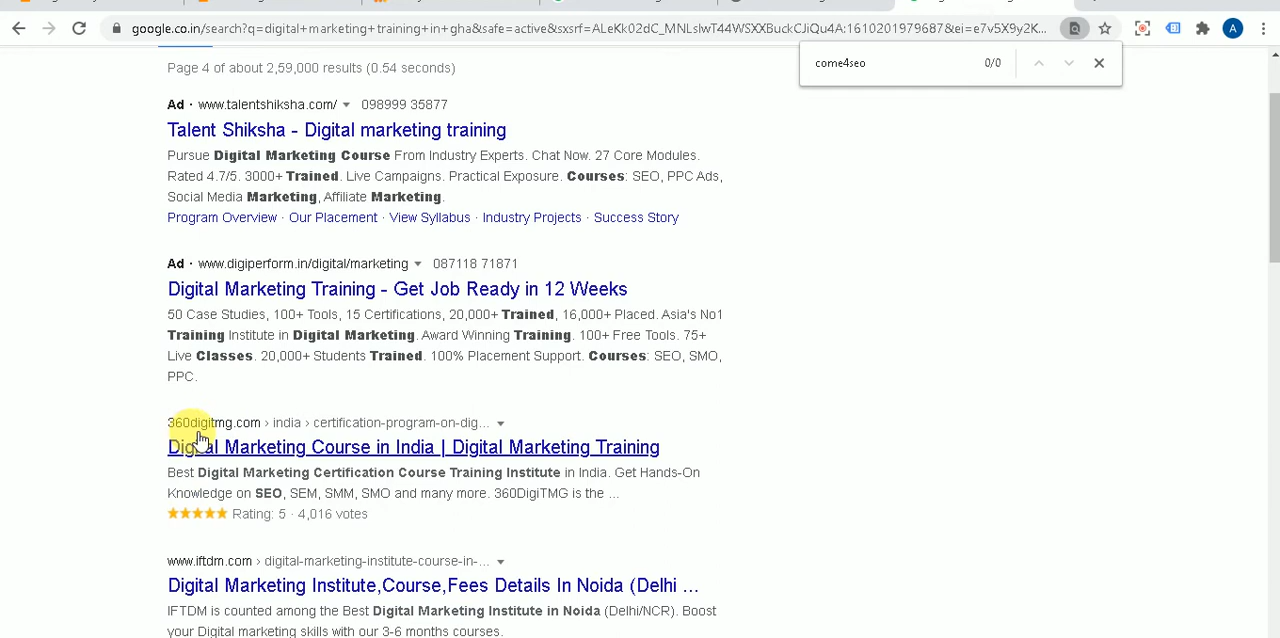 google.co.in/search?q=digital+marketing+training+in+gha&safe=active&sxsrf=ALeKk02dC_MNLslwT44WSXXBuckCJiQu4A:1610201979687&ei=e7v5X9y2K...
A
come4seo 0/0
Page 4 of about 2,59,000 results (0.54 seconds)
Ad · www.talentshiksha.com/ 098999 35877
Talent Shiksha - Digital marketing training
Pursue Digital Marketing Course From Industry Experts. Chat Now. 27 Core Modules.
Rated 4.7/5. 3000+ Trained. Live Campaigns. Practical Exposure. Courses: SEO, PPC Ads,
Social Media Marketing, Affiliate Marketing.
Program Overview · Our Placement · View Syllabus · Industry Projects · Success Story
Ad · www.digiperform.in/digital/marketing 087118 71871
Digital Marketing Training - Get Job Ready in 12 Weeks
50 Case Studies, 100+ Tools, 15 Certifications, 20,000+ Trained, 16,000+ Placed. Asia's No1
Training Institute in Digital Marketing. Award Winning Training. 100+ Free Tools. 75+
Live Classes. 20,000+ Students Trained. 100% Placement Support. Courses: SEO, SMO,
PPC.
360digitmg.com › india › certification-program-on-dig...
Digital Marketing Course in India | Digital Marketing Training
Best Digital Marketing Certification Course Training Institute in India. Get Hands-On
Knowledge on SEO, SEM, SMM, SMO and many more. 360DigiTMG is the ...
Rating: 5 · 4,016 votes
www.iftdm.com › digital-marketing-institute-course-in-...
Digital Marketing Institute,Course,Fees Details In Noida (Delhi ...
IFTDM is counted among the Best Digital Marketing Institute in Noida (Delhi/NCR). Boost
your Digital marketing skills with our 3-6 months courses.